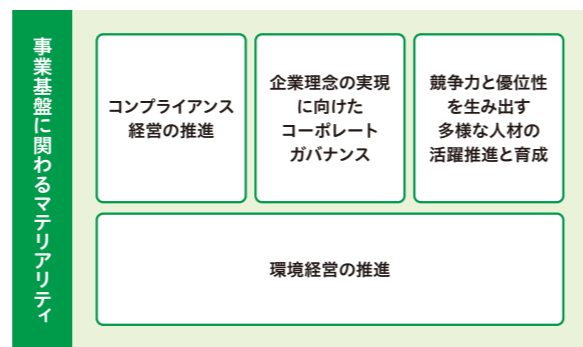 事業基盤に関わるマテリアリティ
コンプライアンス
経営の推進
企業理念の実現
に向けた
コーポレート
ガバナンス
競争力と優位性
を生み出す
多様な人材の
活躍推進と育成
環境経営の推進